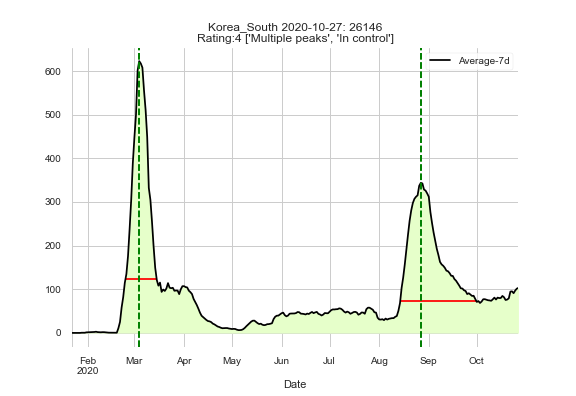 Korea_South 2020-10-27: 26146
Rating:4 ['Multiple peaks', 'In control']
Average-7d
600
500
400
300
200
100
0
Feb Mar Apr May Jun Jul Aug Sep Oct
2020
Date